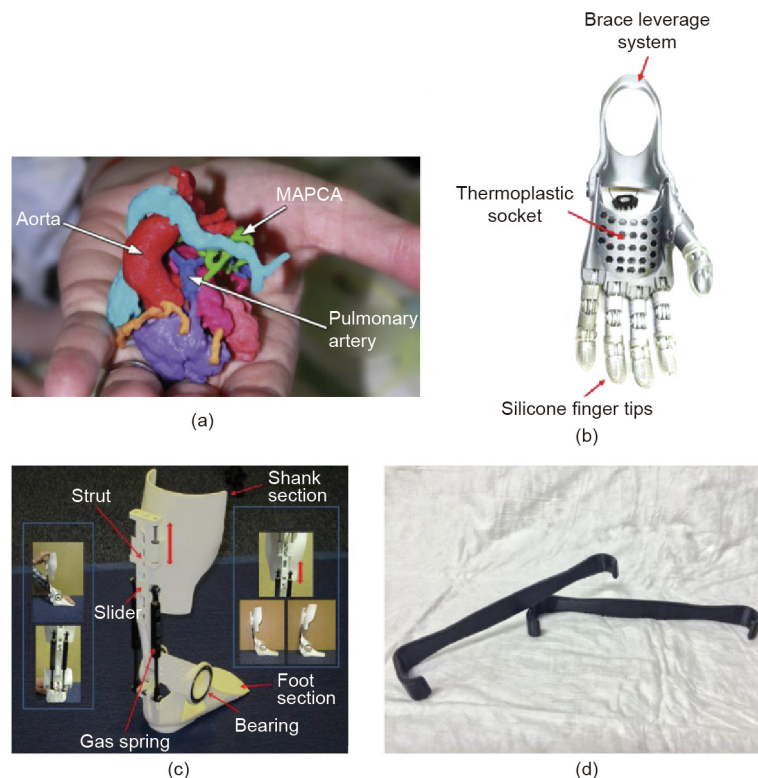 Brace leverage
system
Aorta
MAPCA
Pulmonary
artery
(a)
Thermoplastic
socket
Silicone finger tips
(b)
Strut
Shank
section
Slider
Foot
section
Bearing
Gas spring
(c)
(d)